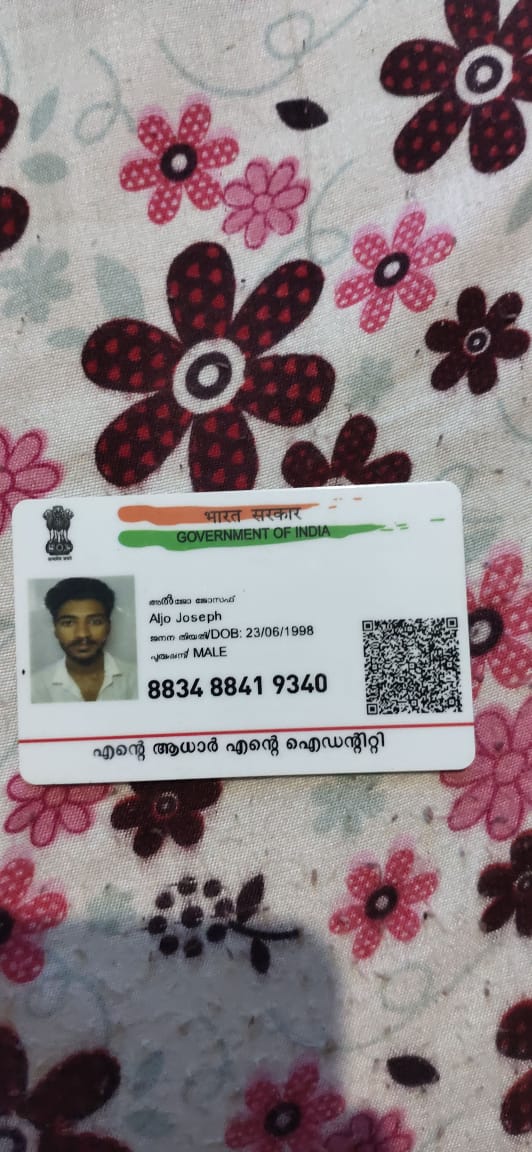 भारत सरकार
GOVERNMENT OF INDIA
അൽജോ ജോസഫ്
Aljo Joseph
ജനന തിയതി/DOB: 23/06/1998
പുരുഷൻ/ MALE
8834 8841 9340
എന്റെ ആധാർ എന്റെ ഐഡന്റിറ്റി